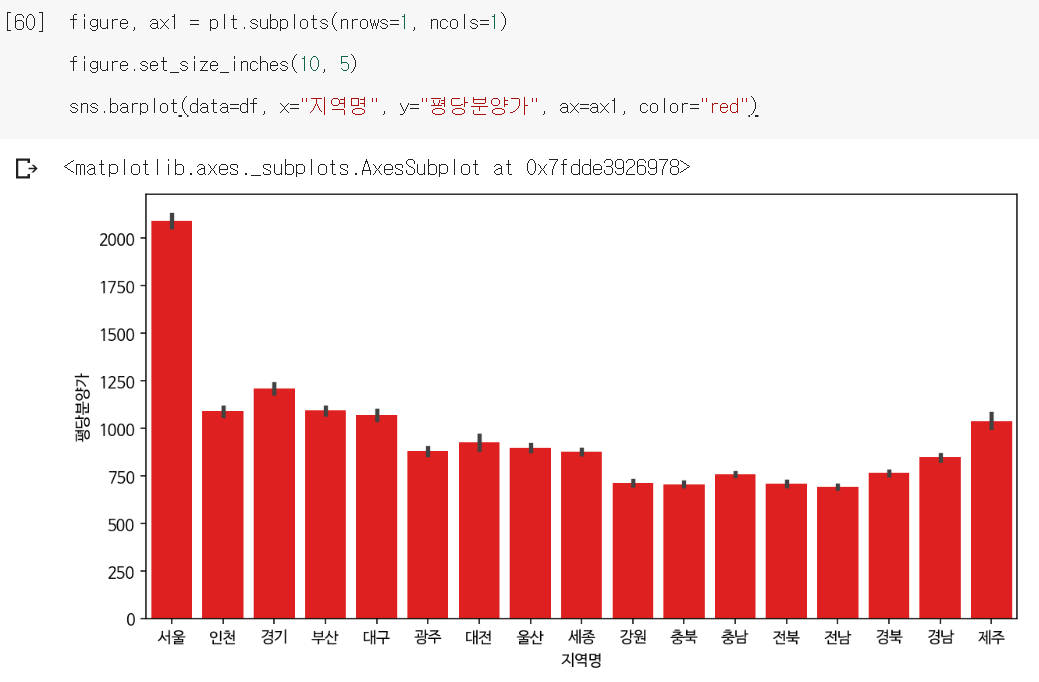 [60] figure, ax1 = plt.subplots(nrows=1, ncols=1)
figure.set_size_inches(10, 5)
sns.barplot(data=df, x="지역명", y="평당분양가", ax=ax1, color="red")
<matplotlib.axes._subplots.AxesSubplot at 0x7fdde3926978>
2000
1750
1500
1250
1000
750
500
250
0
평당분양가
서울 인천 경기 부산 대구 광주 대전 울산 세종 강원 충북 충남 전북 전남 경북 경남 제주
지역명